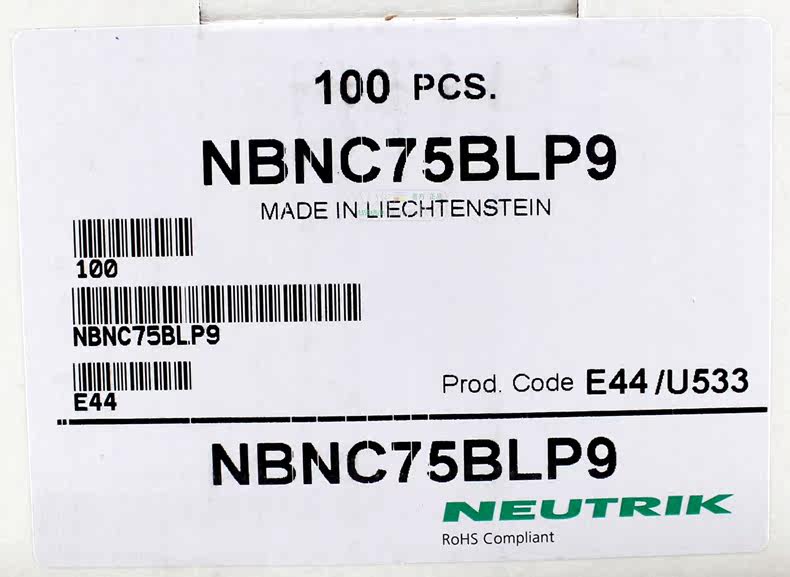 100 PCS.
NBNC75BLP9
MADE IN LIECHTENSTEIN
100
NBNC75BLP9
E44
Prod. Code E44/U533
NBNC75BLP9
NEUTRIK
RoHS Compliant